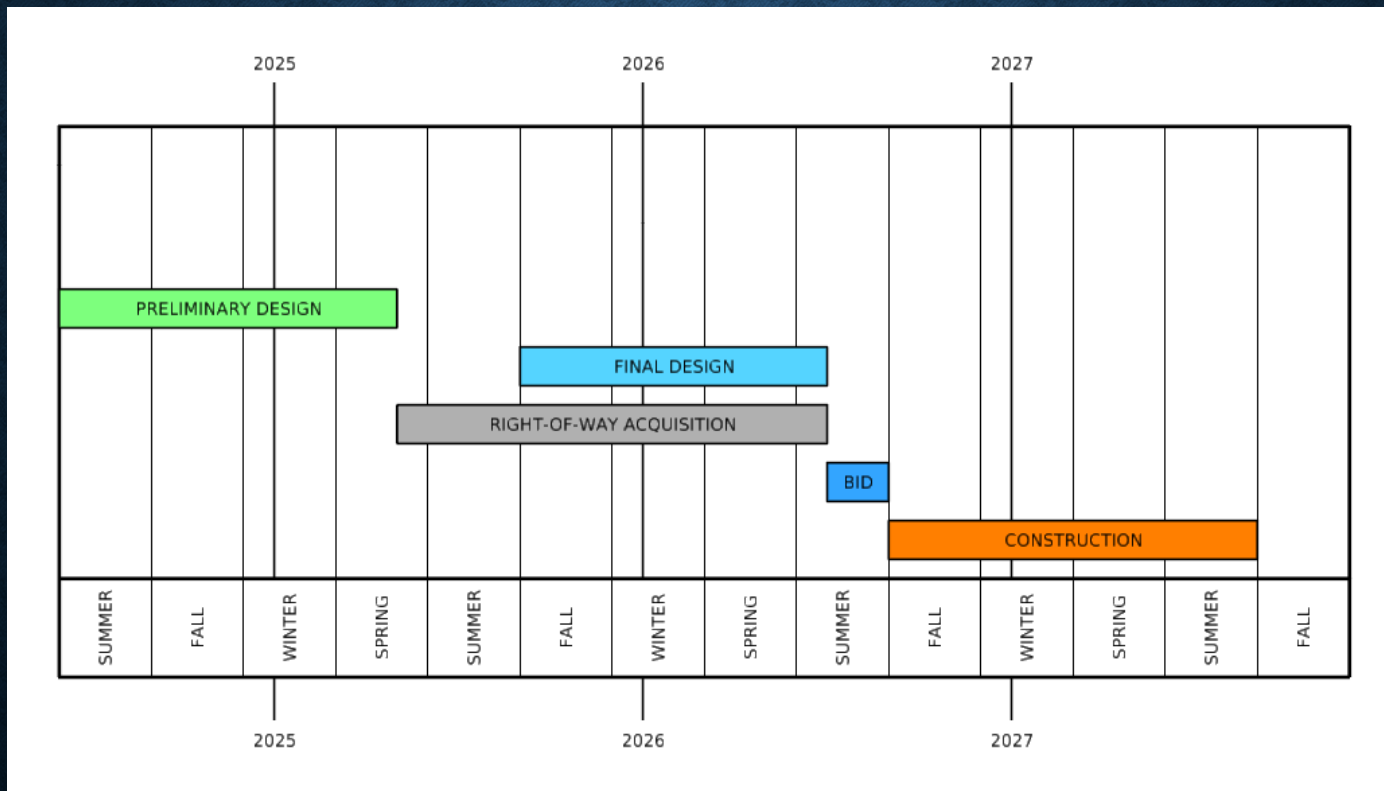 2025 2026 2027
PRELIMINARY DESIGN
FINAL DESIGN
RIGHT-OF-WAY ACQUISITION
BID
CONSTRUCTION
SUMMER
FALL
WINTER
SPRING
SUMMER
FALL
WINTER
SPRING
SUMMER
FALL
WINTER
SPRING
SUMMER
FALL
2025 2026 2027